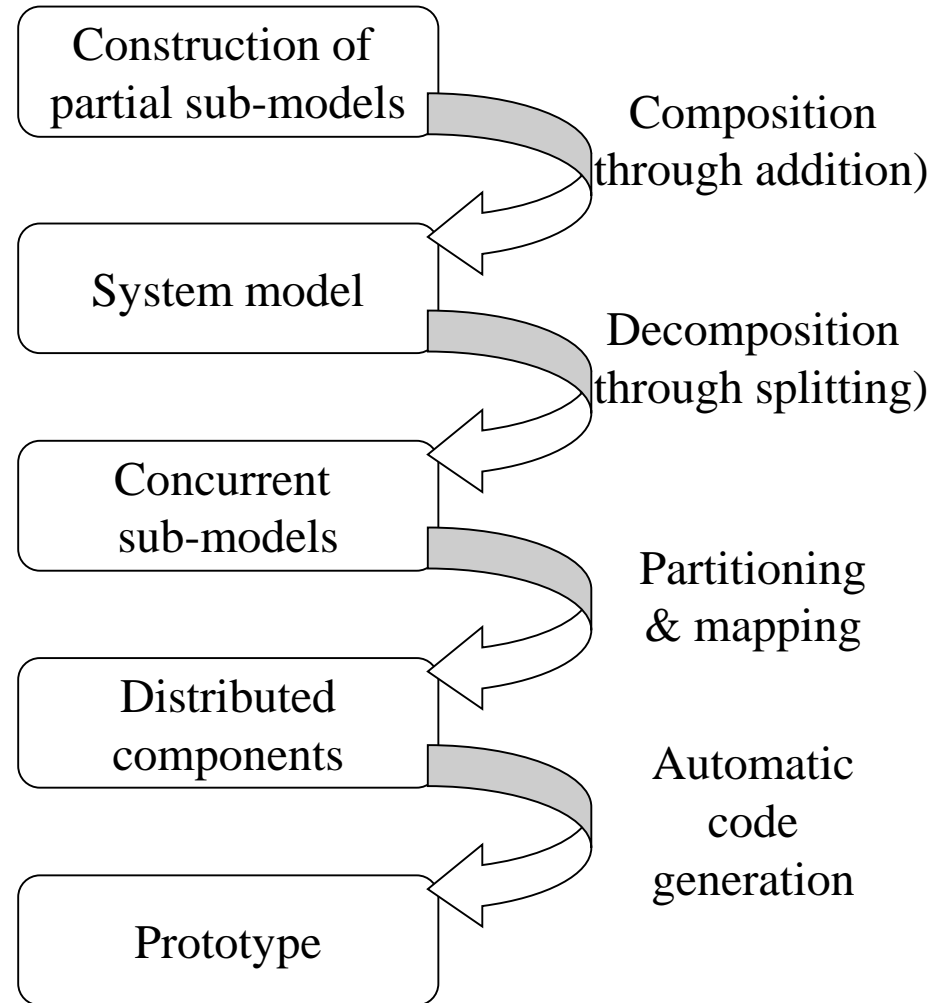 Construction of
partial sub-models
Composition
through addition)
System model
Decomposition
through splitting)
Concurrent
sub-models
Partitioning
& mapping
Distributed
components
Automatic
code
generation
Prototype